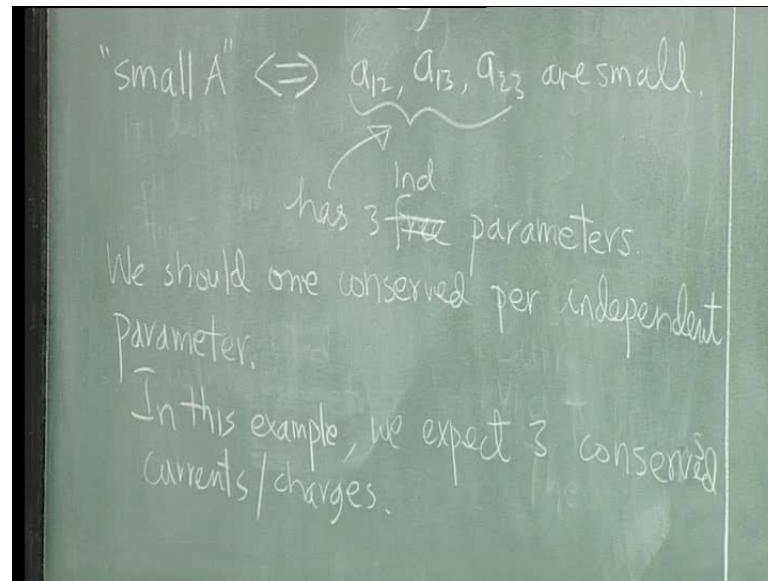 "small A" ⟺ a₁₂, a₁₃, a₂₃ are small.
Ind
has 3 free parameters.
We should one conserved per independent
parameter.
In this example, we expect 3 conserved
currents/charges.